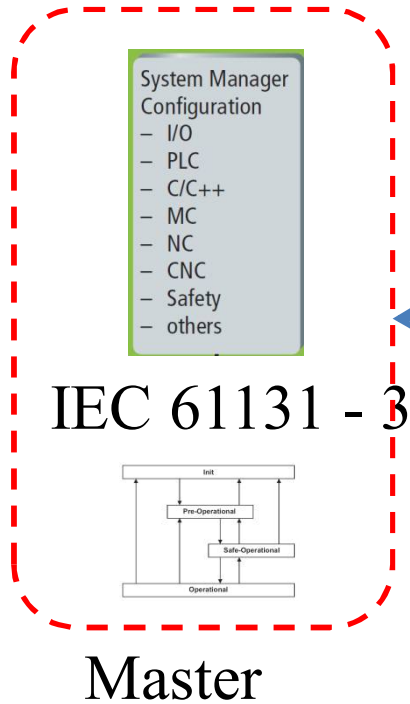 System Manager
Configuration
– I/O
– PLC
– C/C++
– MC
– NC
– CNC
– Safety
– others
IEC 61131 - 3
Init
Pre-Operational
Safe-Operational
Operational
Master